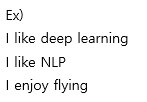 Ex)
I like deep learning
I like NLP
I enjoy flying